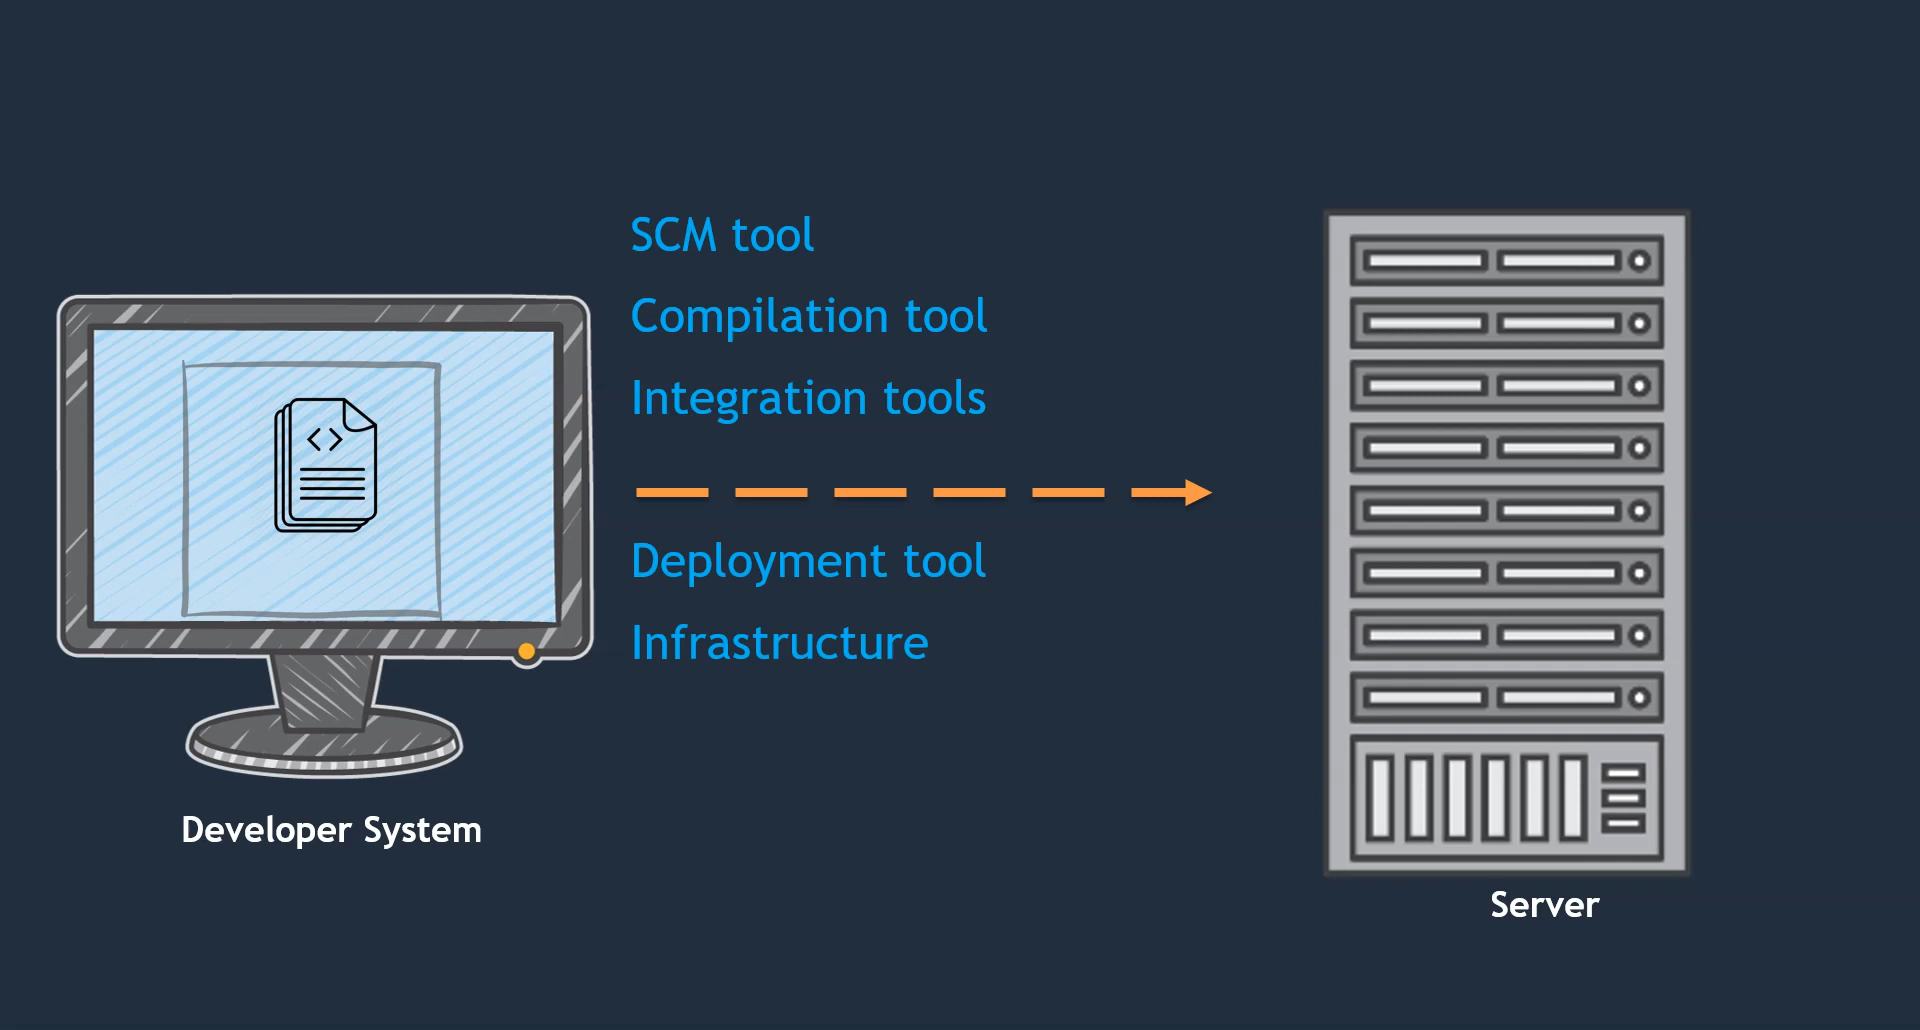 SCM tool
Compilation tool
Integration tools
Deployment tool
Infrastructure
Developer System
Server